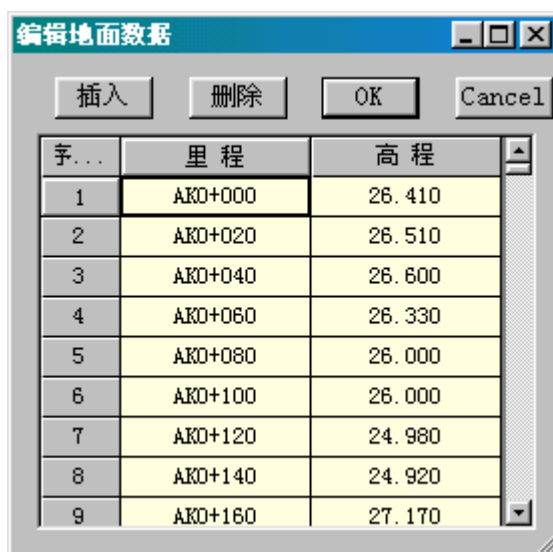 编辑地面数据
插入 删除 OK Cancel
序... 里 程 高 程
1 AK0+000 26.410
2 AK0+020 26.510
3 AK0+040 26.600
4 AK0+060 26.330
5 AK0+080 26.000
6 AK0+100 26.000
7 AK0+120 24.980
8 AK0+140 24.920
9 AK0+160 27.170